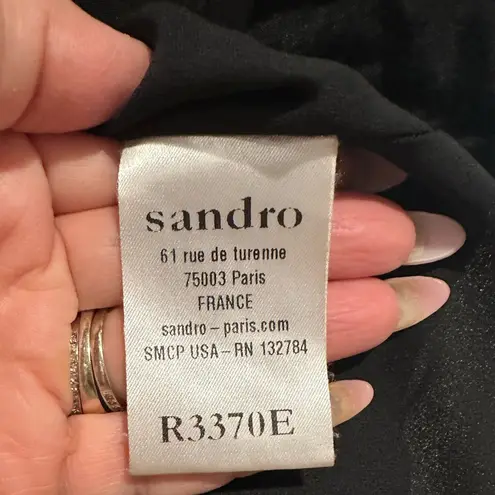 sandro
61 rue de turenne
75003 Paris
FRANCE
sandro-paris.com
SMCP USA-RN 132784
R3370E